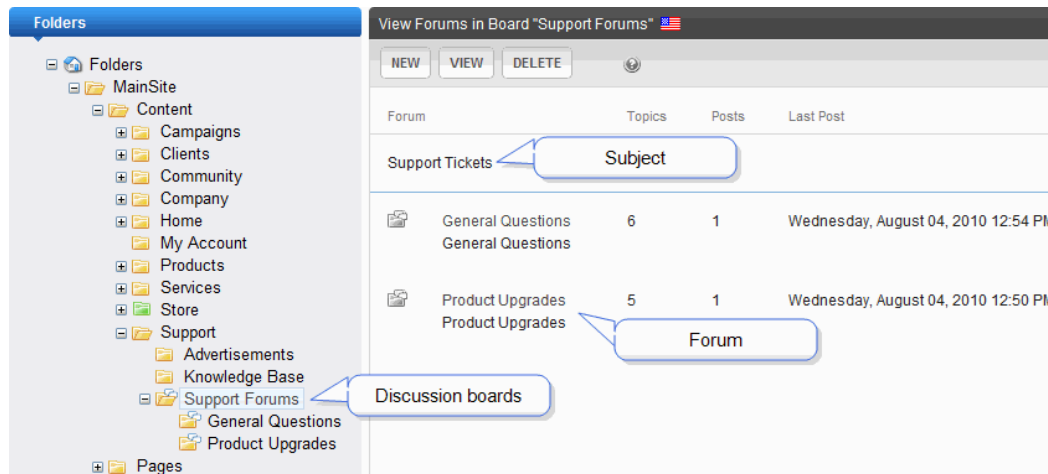 Folders
Folders
MainSite
Content
Campaigns
Clients
Community
Company
Home
My Account
Products
Services
Store
Support
Advertisements
Knowledge Base
Support Forums
General Questions
Product Upgrades
Pages
Discussion boards
View Forums in Board "Support Forums"
NEW VIEW DELETE ?
Forum Topics Posts Last Post
Support Tickets
Subject
General Questions 6 1 Wednesday, August 04, 2010 12:54 PM
General Questions
Product Upgrades 5 1 Wednesday, August 04, 2010 12:50 PM
Product Upgrades
Forum